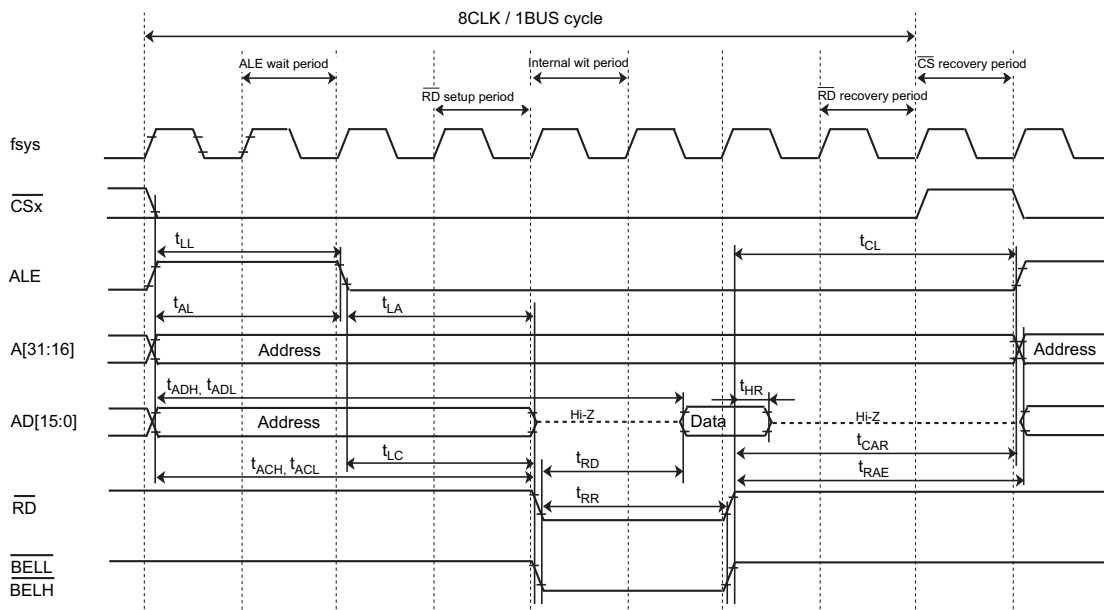 8CLK / 1BUS cycle
ALE wait period
Internal wit period
CS recovery period
RD setup period
RD recovery period
fsys
CSx
tLL
tCL
ALE
tAL
tLA
A[31:16]
Address
Address
tADH, tADL
tHR
AD[15:0]
Address
Hi-Z
Data
Hi-Z
tLC
tRD
tCAR
tACH, tACL
tRAE
tRR
RD
BELL
BELH